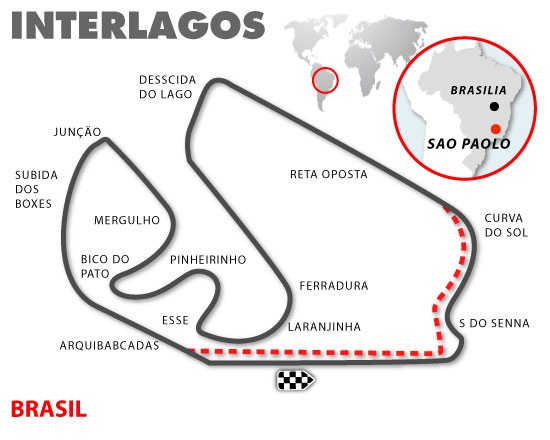 INTERLAGOS
DESSCIDA
DO LAGO
BRASILIA
SAO PAOLO
JUNÇÃO
SUBIDA
DOS
BOXES
RETA OPOSTA
MERGULHO
CURVA
DO SOL
BICO DO
PATO
PINHEIRINHO
FERRADURA
ESSE
LARANJINHA
S DO SENNA
ARQUIBABCADAS
BRASIL